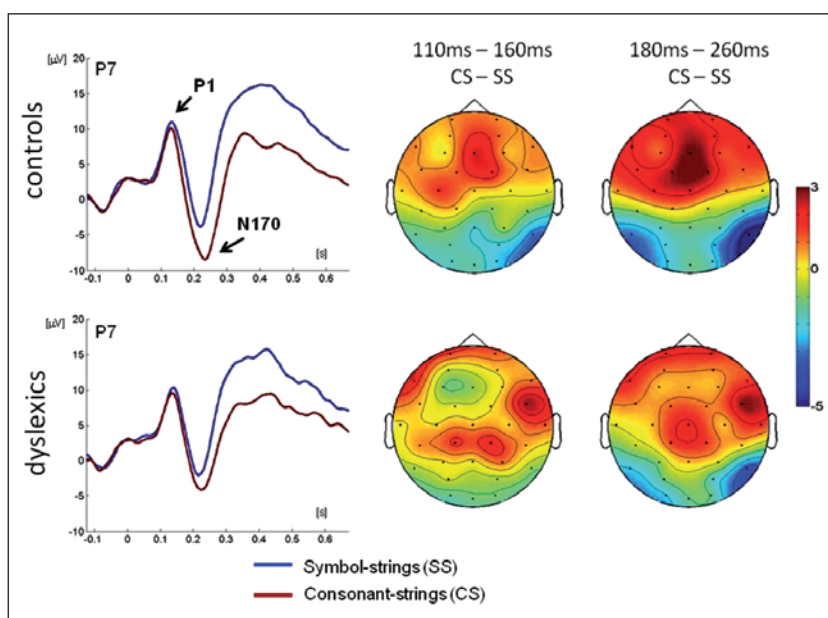 110ms – 160ms
CS – SS
180ms – 260ms
CS – SS
controls
[µV]
P7
20
15
10
5
0
-5
-10
P1
N170
[s]
-0.1 0 0.1 0.2 0.3 0.4 0.5 0.6
3
0
-5
dyslexics
[µV]
P7
20
15
10
5
0
-5
-10
[s]
-0.1 0 0.1 0.2 0.3 0.4 0.5 0.6
Symbol-strings (SS)
Consonant-strings (CS)